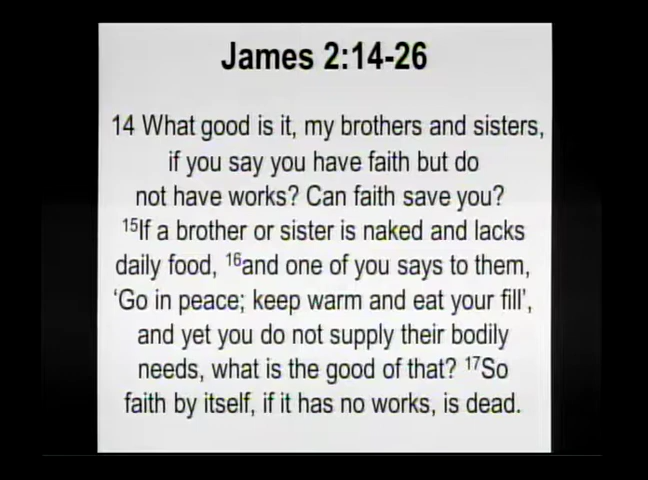 James 2:14-26
14 What good is it, my brothers and sisters,
if you say you have faith but do
not have works? Can faith save you?
15If a brother or sister is naked and lacks
daily food, 16and one of you says to them,
‘Go in peace; keep warm and eat your fill’,
and yet you do not supply their bodily
needs, what is the good of that? 17So
faith by itself, if it has no works, is dead.